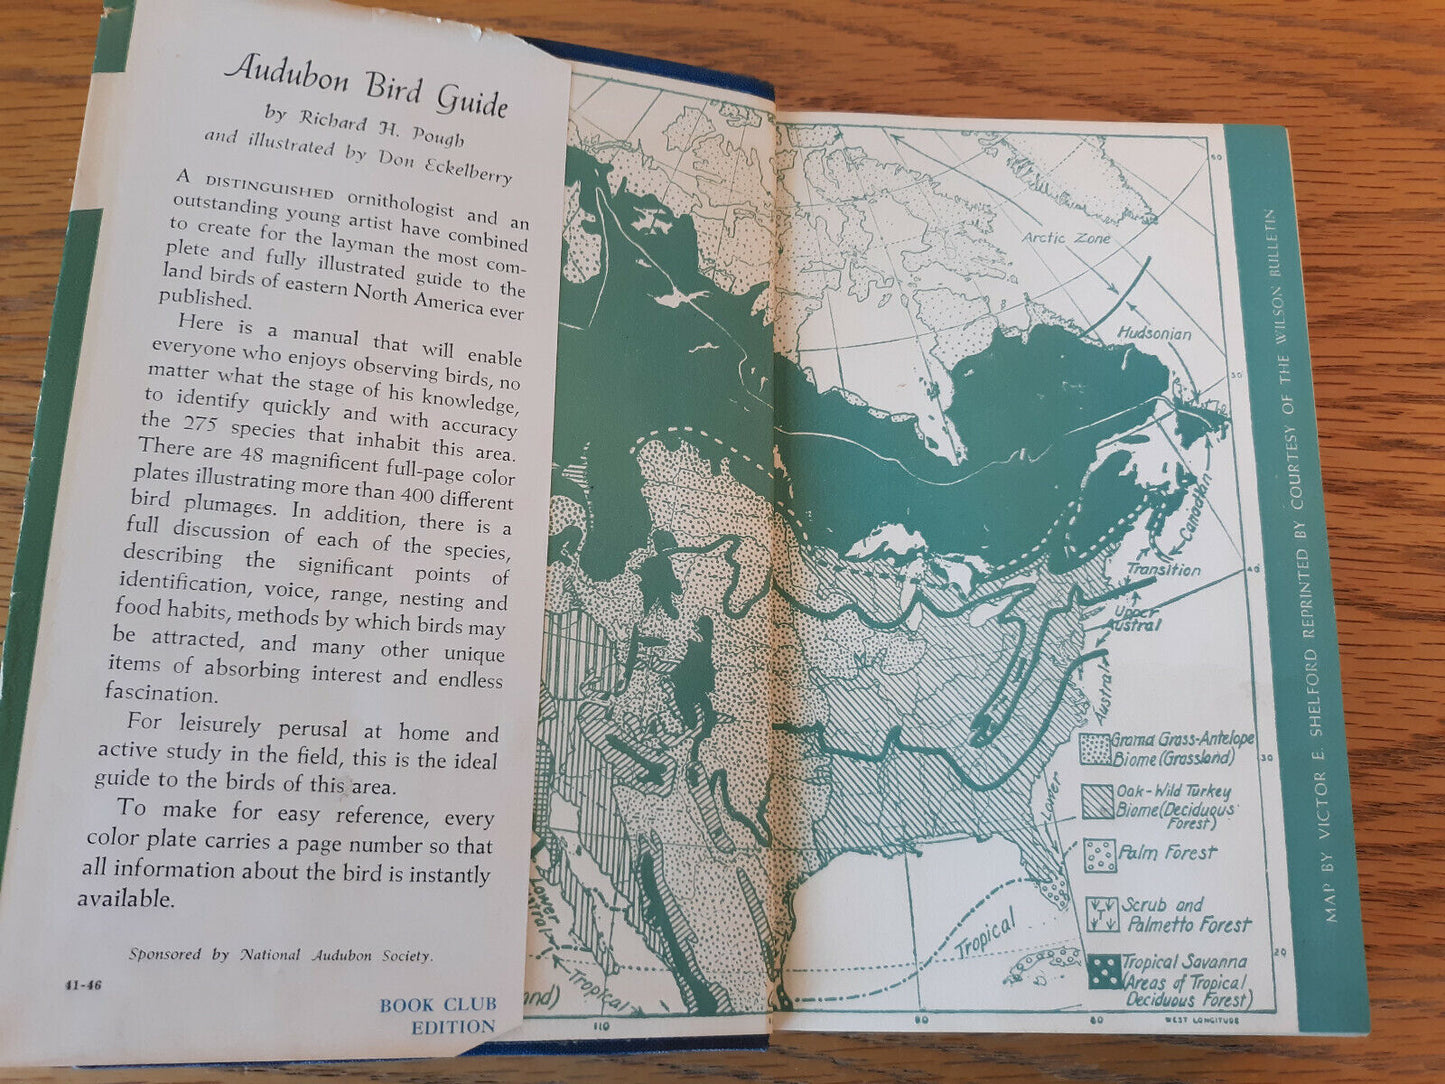 Audubon Bird Guide
by Richard H. Pough
and illustrated by Don Eckelberry
A DISTINGUISHED ornithologist and an
outstanding young artist have combined
to create for the layman the most com-
plete and fully illustrated guide to the
land birds of eastern North America ever
published.
Here is a manual that will enable
everyone who enjoys observing birds, no
matter what the stage of his knowledge,
to identify quickly and with accuracy
the 275 species that inhabit this area.
There are 48 magnificent full-page color
plates illustrating more than 400 different
bird plumages. In addition, there is a
full discussion of each of the species,
describing the significant points of
identification, voice, range, nesting and
food habits, methods by which birds may
be attracted, and many other unique
items of absorbing interest and endless
fascination.
For leisurely perusal at home and
active study in the field, this is the ideal
guide to the birds of this area.
To make for easy reference, every
color plate carries a page number so that
all information about the bird is instantly
available.
Sponsored by National Audubon Society.
41-46
BOOK CLUB
EDITION
60
Arctic Zone
Hudsonian
50
Canadian
Transition
40
Upper
Austral
Austral
Grama Grass-Antelope
Biome (Grassland)
30
Oak-Wild Turkey
Biome (Deciduous
Forest)
Lower
Palm Forest
Scrub and
Palmetto Forest
Tropical
20
Tropical Savanna
(Areas of Tropical
Deciduous Forest)
Lower
Tropical
110
90
80
WEST LONGITUDE
MAP BY VICTOR E. SHELFORD REPRINTED BY COURTESY OF THE WILSON BULLETIN